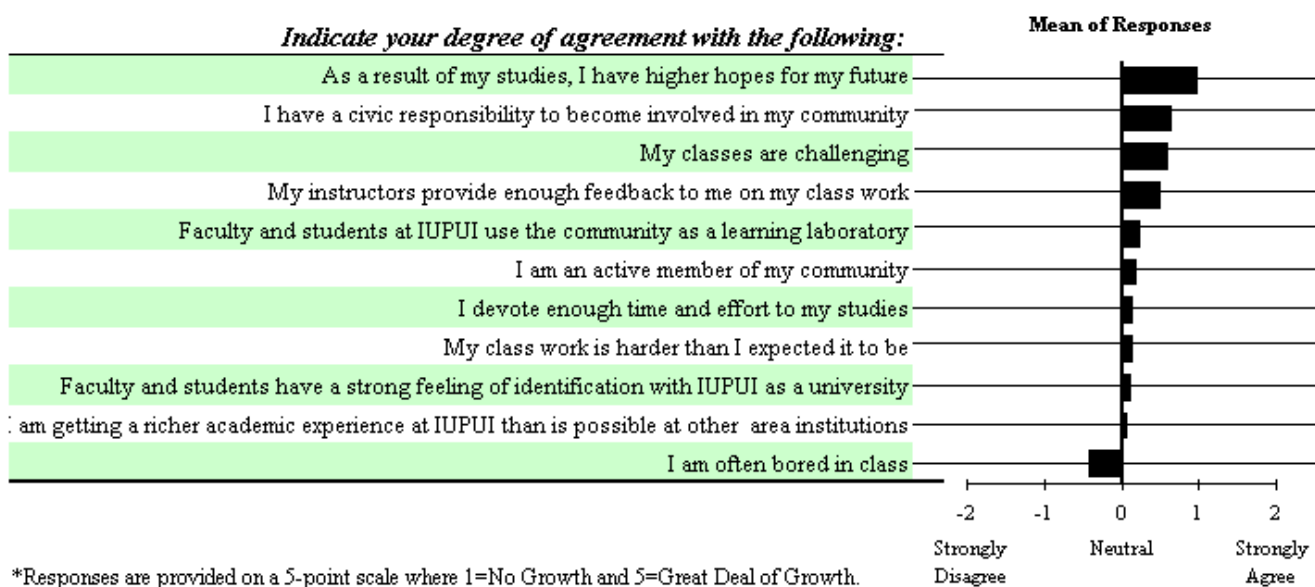 Mean of Responses
Indicate your degree of agreement with the following:
As a result of my studies, I have higher hopes for my future
I have a civic responsibility to become involved in my community
My classes are challenging
My instructors provide enough feedback to me on my class work
Faculty and students at IUPUI use the community as a learning laboratory
I am an active member of my community
I devote enough time and effort to my studies
My class work is harder than I expected it to be
Faculty and students have a strong feeling of identification with IUPUI as a university
I am getting a richer academic experience at IUPUI than is possible at other area institutions
I am often bored in class
-2 -1 0 1 2
Strongly Disagree
Neutral
Strongly Agree
*Responses are provided on a 5-point scale where 1=No Growth and 5=Great Deal of Growth.